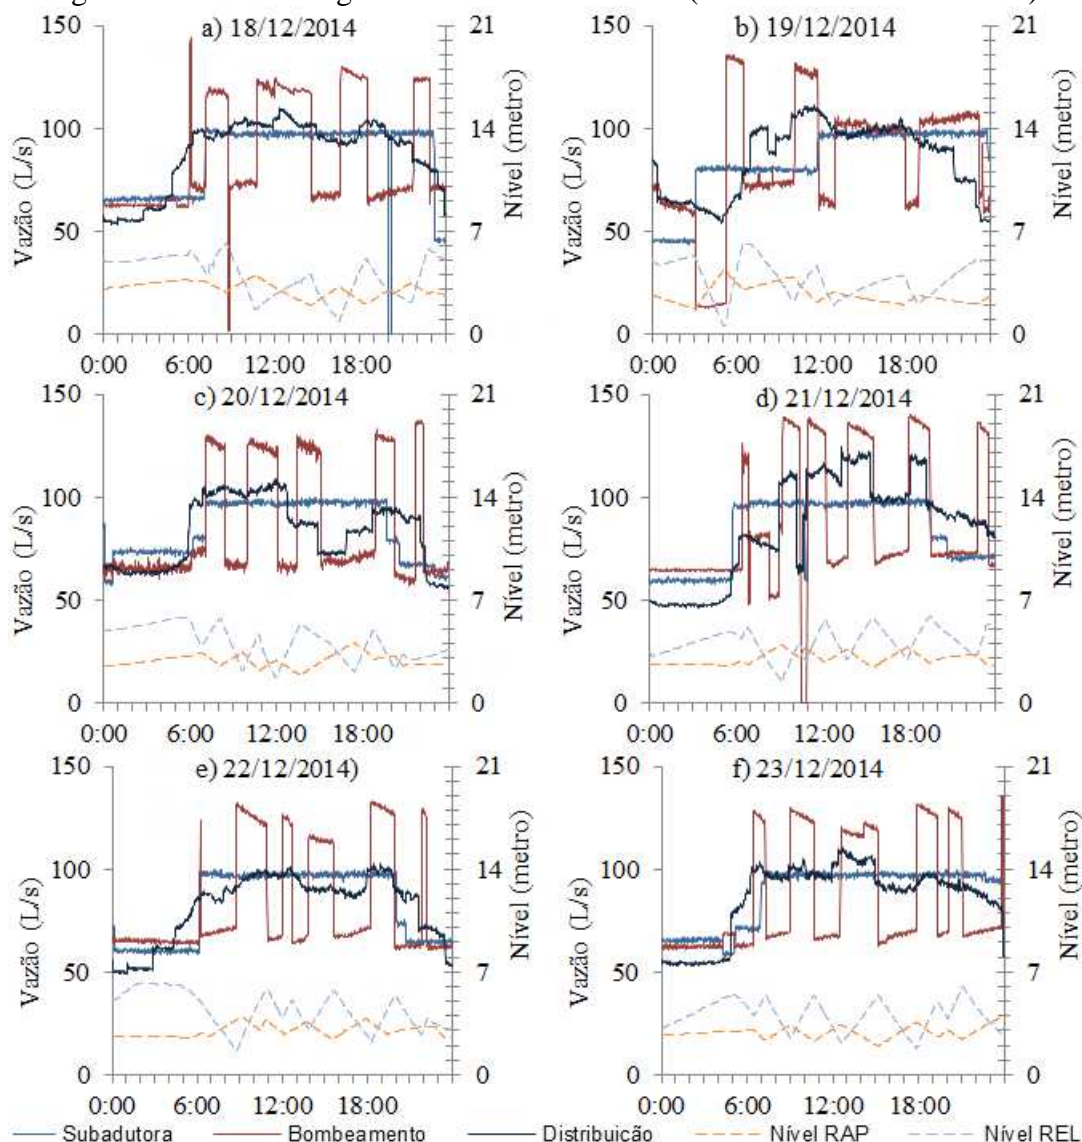 a) 18/12/2014
b) 19/12/2014
150
100
50
0
21
14
7
0
Vazão (L/s)
Nível (metro)
0:00 6:00 12:00 18:00
150
100
50
0
21
14
7
0
Vazão (L/s)
Nível (metro)
0:00 6:00 12:00 18:00
c) 20/12/2014
d) 21/12/2014
150
100
50
0
21
14
7
0
Vazão (L/s)
Nível (metro)
0:00 6:00 12:00 18:00
150
100
50
0
21
14
7
0
Vazão (L/s)
Nível (metro)
0:00 6:00 12:00 18:00
e) 22/12/2014)
f) 23/12/2014
150
100
50
0
21
14
7
0
Vazão (L/s)
Nível (metro)
0:00 6:00 12:00 18:00
150
100
50
0
21
14
7
0
Vazão (L/s)
Nível (metro)
0:00 6:00 12:00 18:00
Subadutora Bombeamento Distribuicão Nível RAP Nível REL